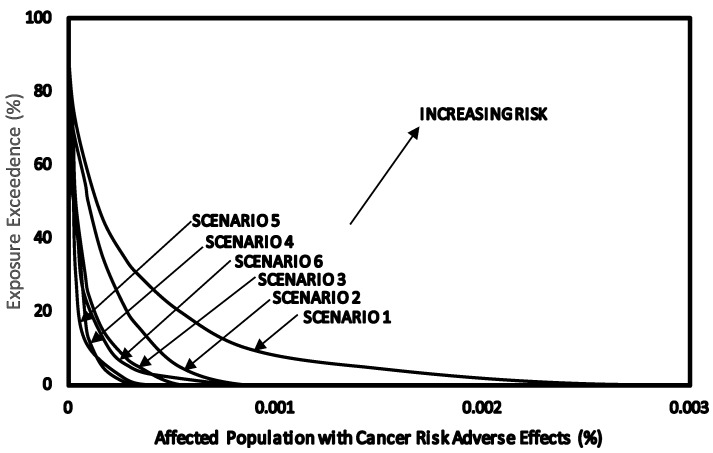 100
80
INCREASING RISK
60
SCENARIO 5
40
SCENARIO 4
SCENARIO 6
SCENARIO 3
20
SCENARIO 2
SCENARIO 1
0
0 0.001 0.002 0.003
Exposure Exceedence (%)
Affected Population with Cancer Risk Adverse Effects (%)